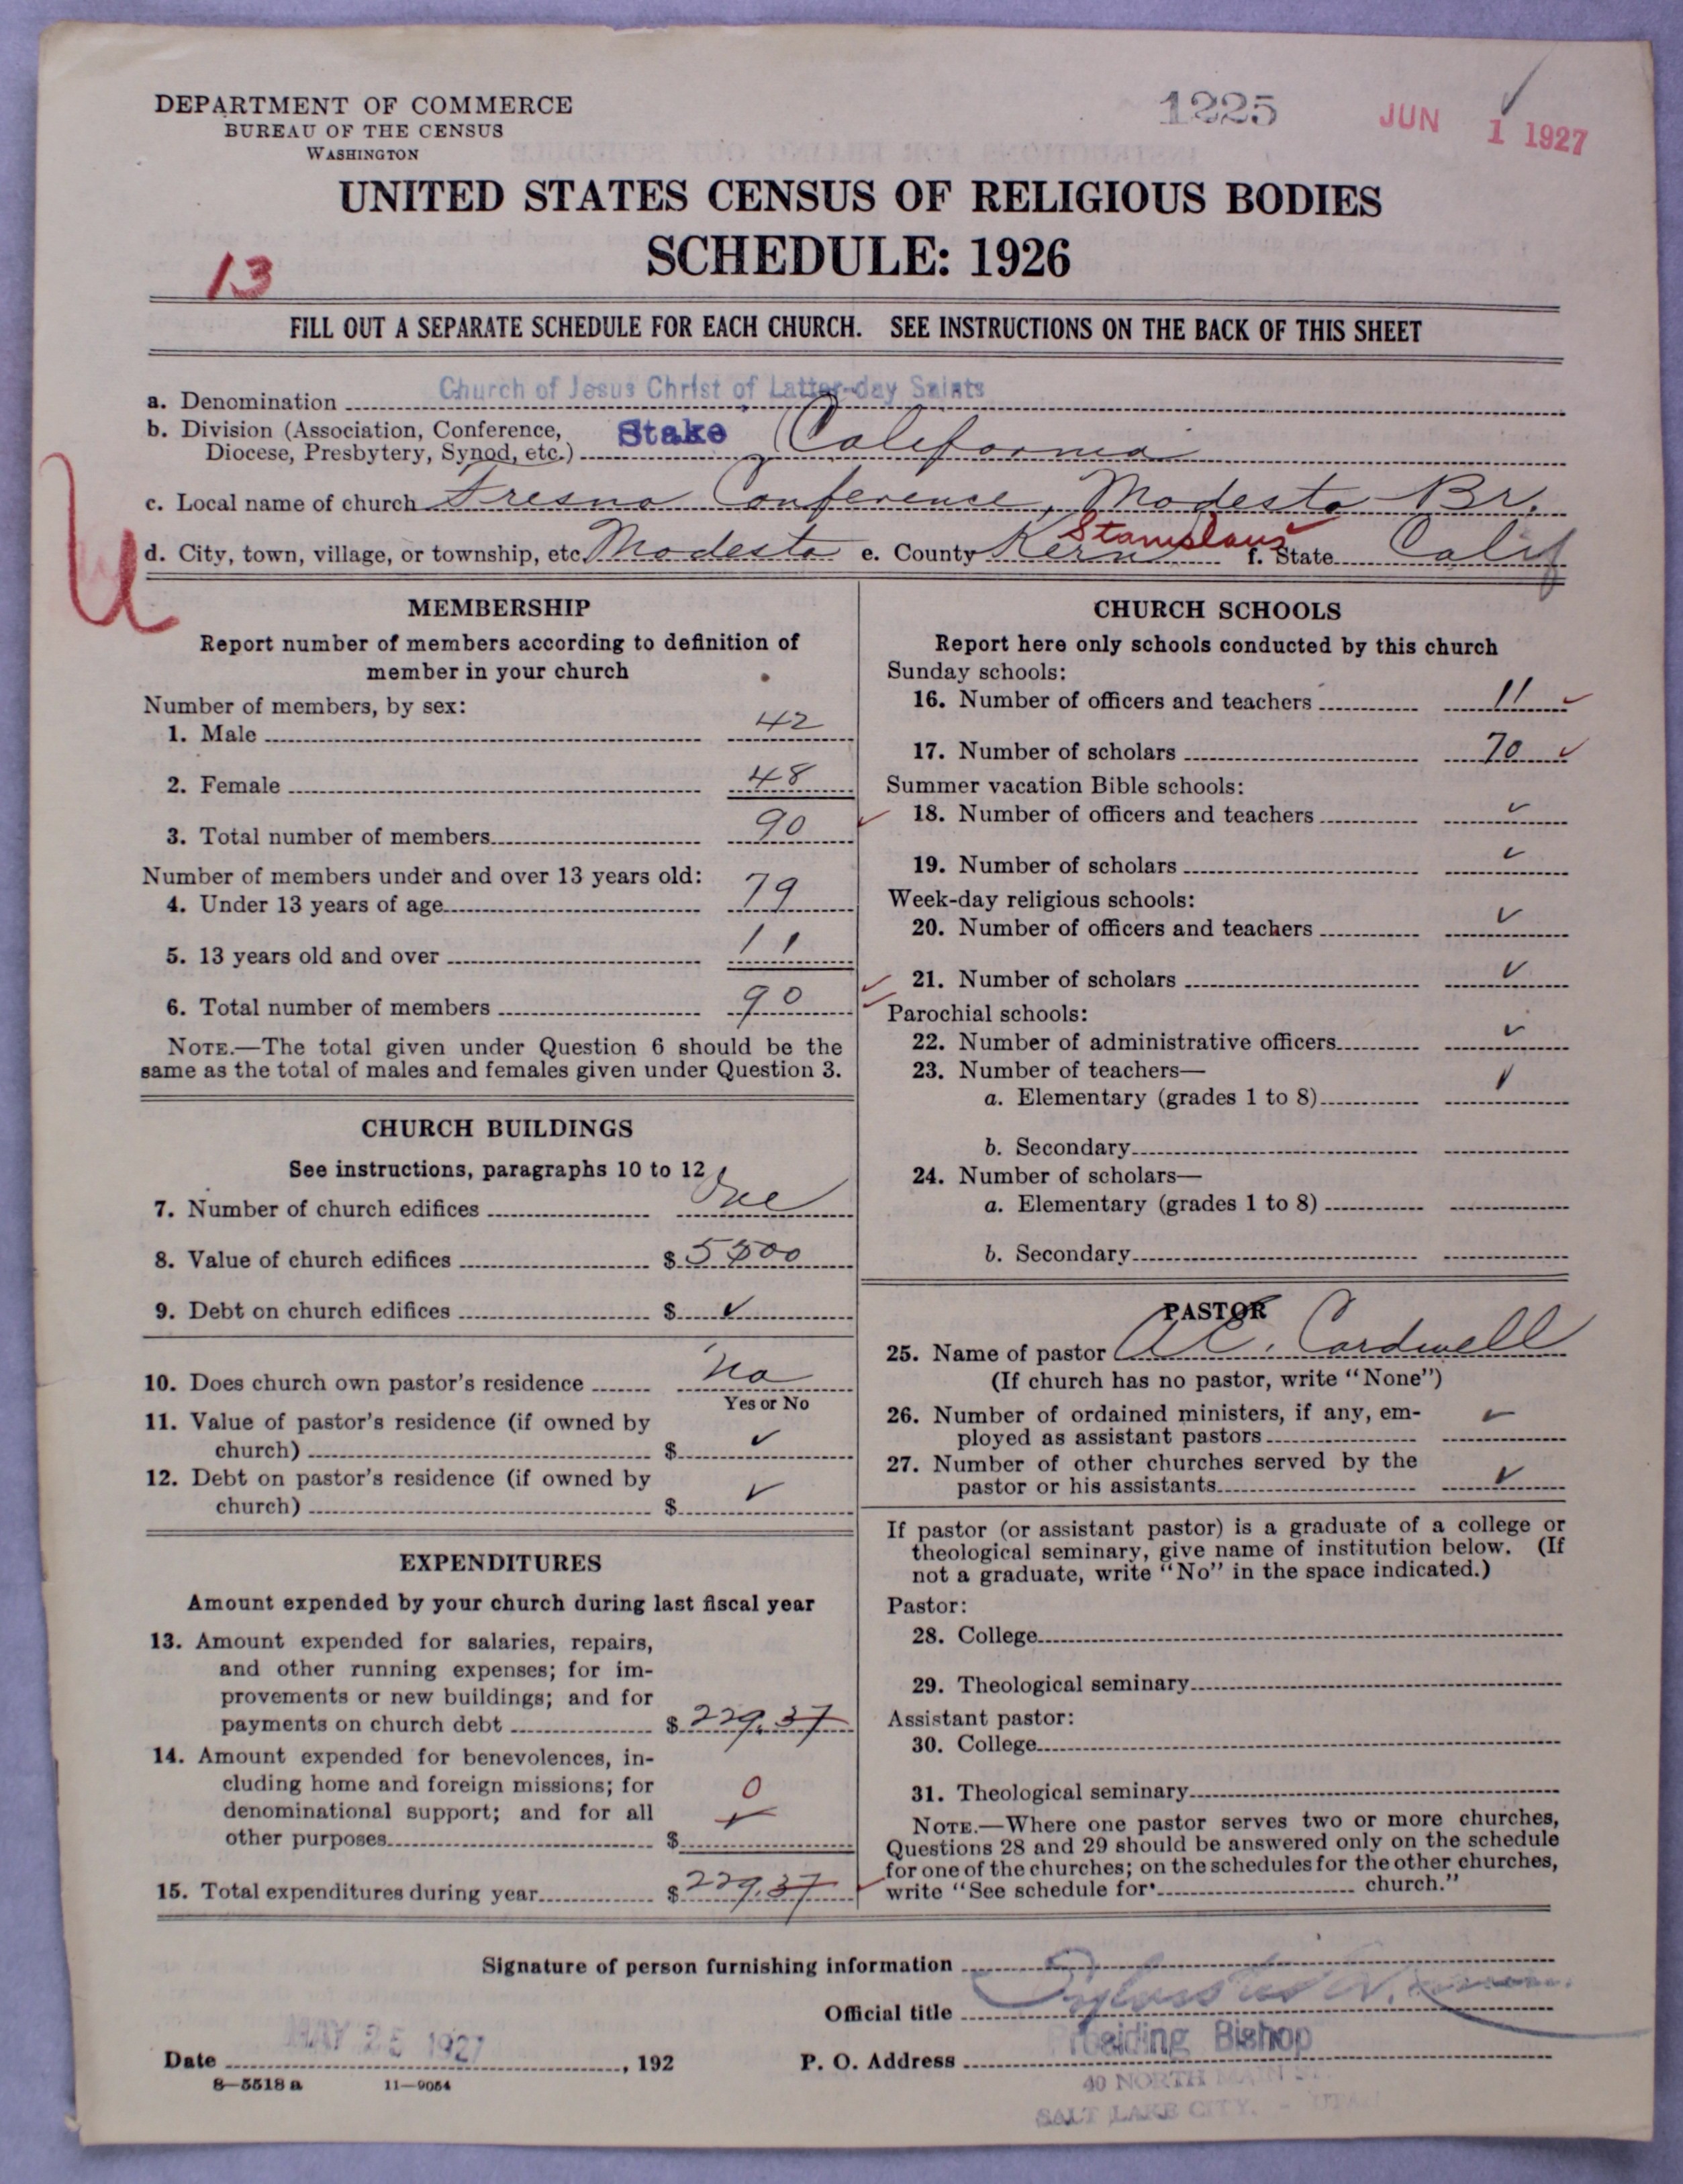 DEPARTMENT OF COMMERCE
BUREAU OF THE CENSUS
WASHINGTON
1225
JUN 1 1927
UNITED STATES CENSUS OF RELIGIOUS BODIES
SCHEDULE: 1926
13
FILL OUT A SEPARATE SCHEDULE FOR EACH CHURCH. SEE INSTRUCTIONS ON THE BACK OF THIS SHEET
a. Denomination Church of Jesus Christ of Latter-day Saints
b. Division (Association, Conference, Diocese, Presbytery, Synod, etc.) Stake California
c. Local name of church Fresno Conference, Modesto Br.
d. City, town, village, or township, etc. Modesto e. County Kern Stanislaus f. State Calif
U
MEMBERSHIP
Report number of members according to definition of
member in your church
Number of members, by sex:
1. Male 42
2. Female 48
3. Total number of members 90
Number of members under and over 13 years old:
4. Under 13 years of age 79
5. 13 years old and over 11
6. Total number of members 90
NOTE.—The total given under Question 6 should be the
same as the total of males and females given under Question 3.
CHURCH BUILDINGS
See instructions, paragraphs 10 to 12
7. Number of church edifices One
8. Value of church edifices $ 5500
9. Debt on church edifices $ ✓
10. Does church own pastor's residence No
Yes or No
11. Value of pastor's residence (if owned by
church) $ ✓
12. Debt on pastor's residence (if owned by
church) $ ✓
EXPENDITURES
Amount expended by your church during last fiscal year
13. Amount expended for salaries, repairs,
and other running expenses; for im-
provements or new buildings; and for
payments on church debt $ 229.37
14. Amount expended for benevolences, in-
cluding home and foreign missions; for
denominational support; and for all
other purposes $ 0 ✓
15. Total expenditures during year $ 229.37
CHURCH SCHOOLS
Report here only schools conducted by this church
Sunday schools:
16. Number of officers and teachers 11 ✓
17. Number of scholars 70 ✓
Summer vacation Bible schools:
18. Number of officers and teachers ✓
19. Number of scholars ✓
Week-day religious schools:
20. Number of officers and teachers ✓
21. Number of scholars ✓
Parochial schools:
22. Number of administrative officers ✓
23. Number of teachers—
a. Elementary (grades 1 to 8) ✓
b. Secondary
24. Number of scholars—
a. Elementary (grades 1 to 8)
b. Secondary
PASTOR
25. Name of pastor A.C. Cardwell
(If church has no pastor, write "None")
26. Number of ordained ministers, if any, em-
ployed as assistant pastors ✓
27. Number of other churches served by the
pastor or his assistants ✓
If pastor (or assistant pastor) is a graduate of a college or
theological seminary, give name of institution below. (If
not a graduate, write "No" in the space indicated.)
Pastor:
28. College
29. Theological seminary
Assistant pastor:
30. College
31. Theological seminary
NOTE.—Where one pastor serves two or more churches,
Questions 28 and 29 should be answered only on the schedule
for one of the churches; on the schedules for the other churches,
write "See schedule for church."
Signature of person furnishing information
Official title Presiding Bishop
Date MAY 25 1927, 192
P. O. Address 40 NORTH MAIN ST.
SALT LAKE CITY, - UTAH
8—5518 a 11—9054